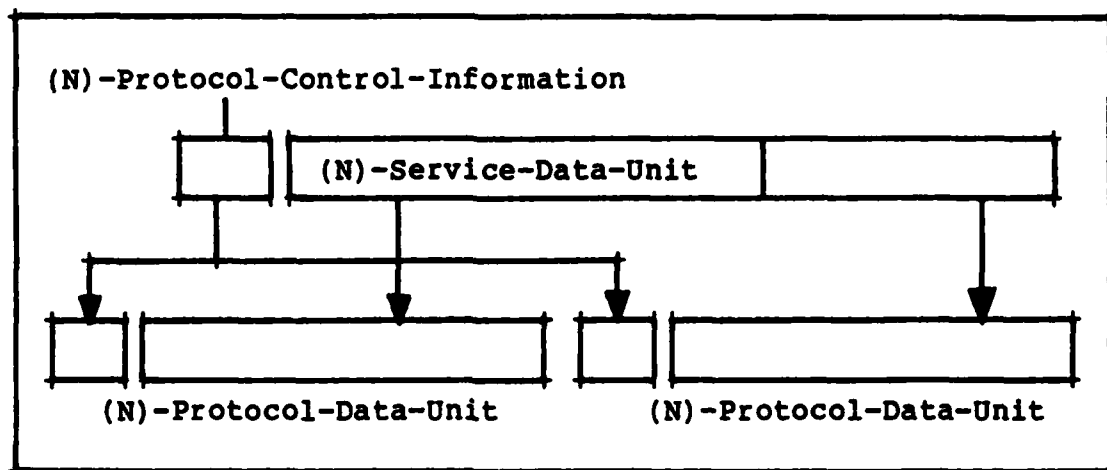 (N)-Protocol-Control-Information
(N)-Service-Data-Unit
(N)-Protocol-Data-Unit
(N)-Protocol-Data-Unit